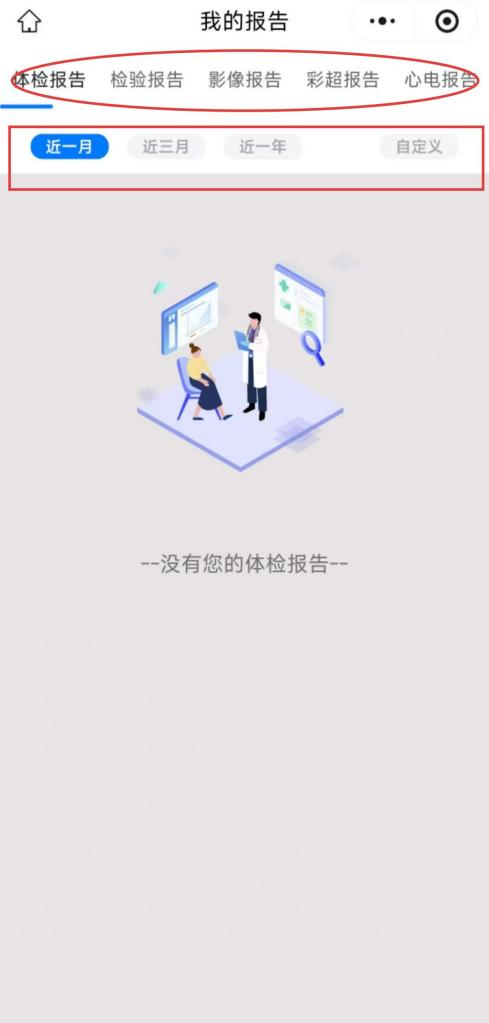 我的报告
体检报告 检验报告 影像报告 彩超报告 心电报告
近一月 近三月 近一年 自定义
--没有您的体检报告--